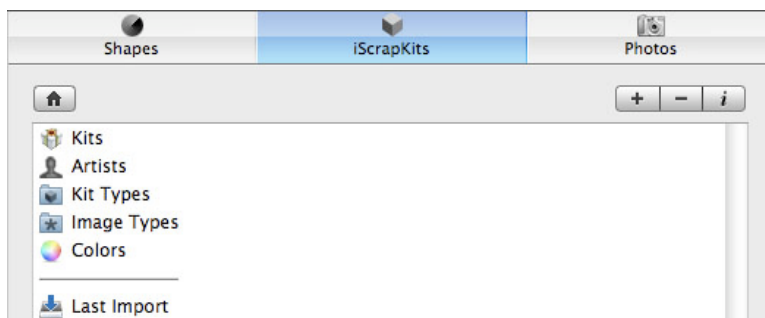 Shapes iScrapKits Photos
+ − i
Kits
Artists
Kit Types
Image Types
Colors
Last Import